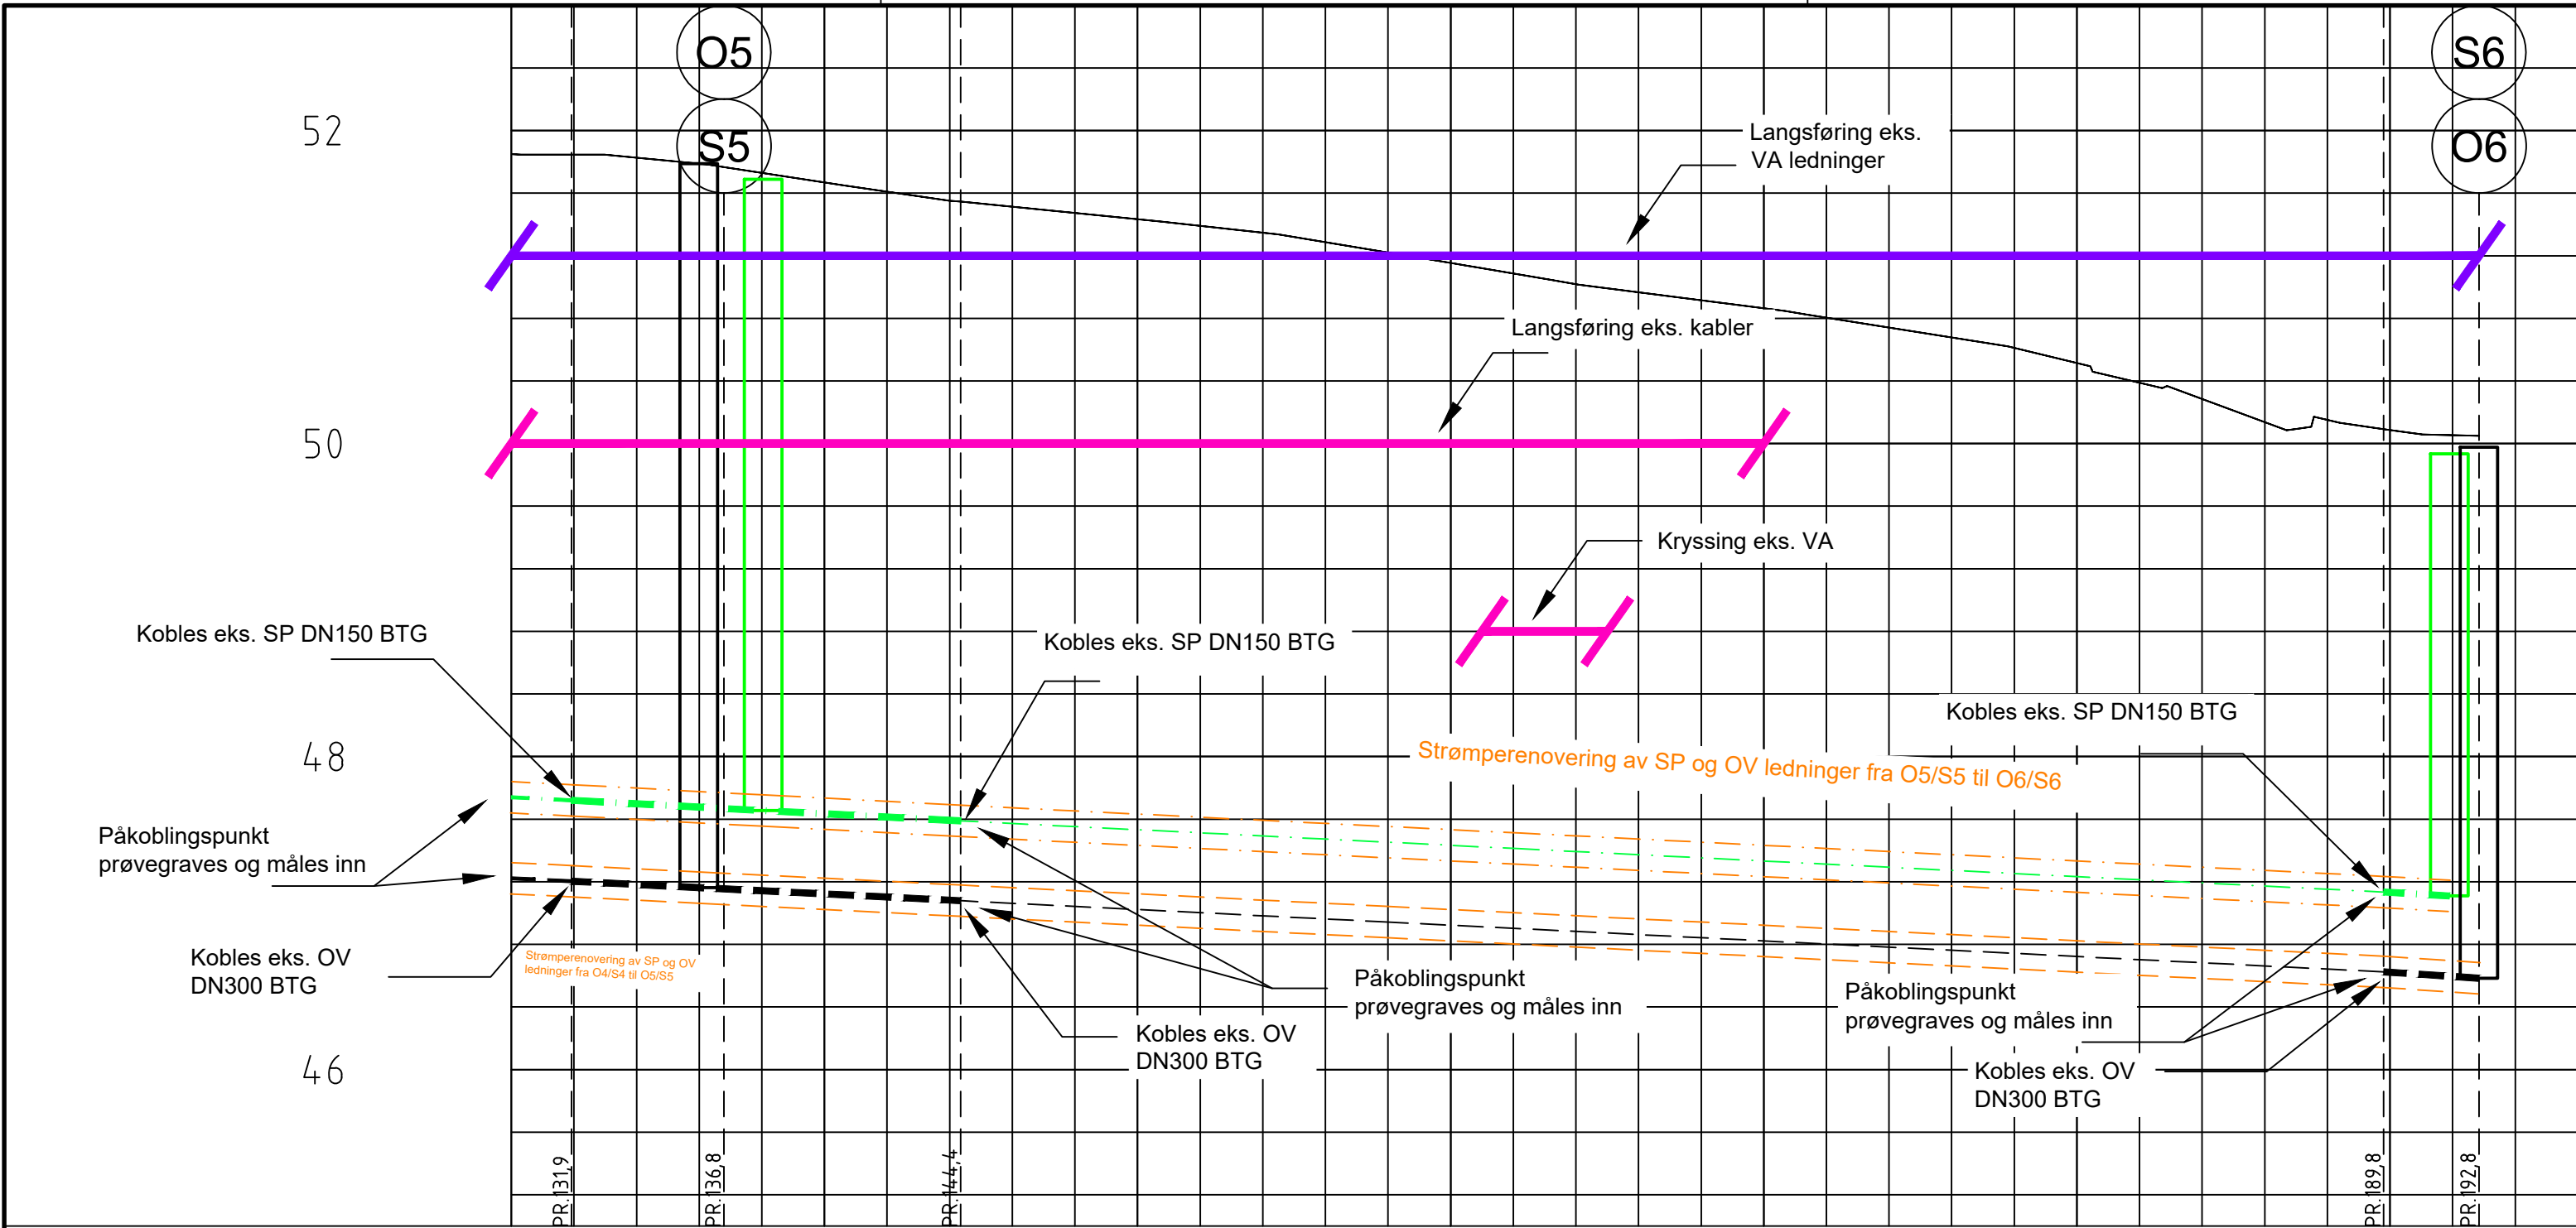 O5
S6
S5
O6
52
Langsføring eks.
VA ledninger
Langsføring eks. kabler
50
Kryssing eks. VA
Kobles eks. SP DN150 BTG
Kobles eks. SP DN150 BTG
Kobles eks. SP DN150 BTG
48
Strømperenovering av SP og OV ledninger fra O5/S5 til O6/S6
Påkoblingspunkt
prøvegraves og måles inn
Kobles eks. OV
DN300 BTG
Strømperenovering av SP og OV
ledninger fra O4/S4 til O5/S5
Påkoblingspunkt
prøvegraves og måles inn
Påkoblingspunkt
prøvegraves og måles inn
Kobles eks. OV
DN300 BTG
Kobles eks. OV
DN300 BTG
46
PR.131,9
PR.136,8
PR.144,4
PR.189,8
PR.192,8